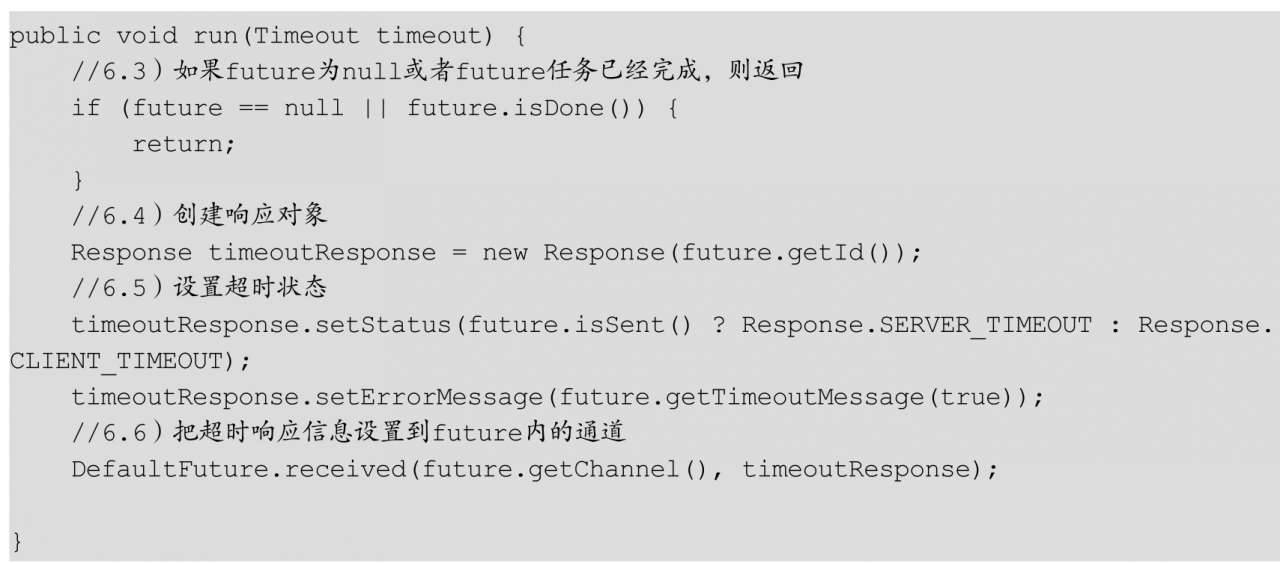 public void run(Timeout timeout) {
    //6.3）如果future为null或者future任务已经完成，则返回
    if (future == null || future.isDone()) {
        return;
    }
    //6.4）创建响应对象
    Response timeoutResponse = new Response(future.getId());
    //6.5）设置超时状态
    timeoutResponse.setStatus(future.isSent() ? Response.SERVER_TIMEOUT : Response.
CLIENT_TIMEOUT);
    timeoutResponse.setErrorMessage(future.getTimeoutMessage(true));
    //6.6）把超时响应信息设置到future内的通道
    DefaultFuture.received(future.getChannel(), timeoutResponse);
}